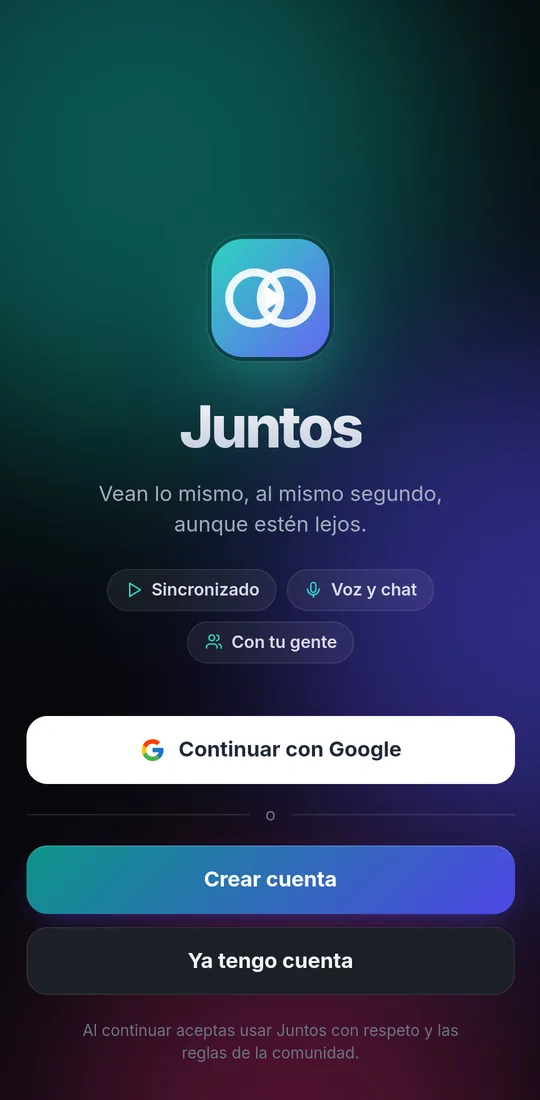 Juntos
Vean lo mismo, al mismo segundo,
aunque estén lejos.
Sincronizado
Voz y chat
Con tu gente
Continuar con Google
o
Crear cuenta
Ya tengo cuenta
Al continuar aceptas usar Juntos con respeto y las
reglas de la comunidad.